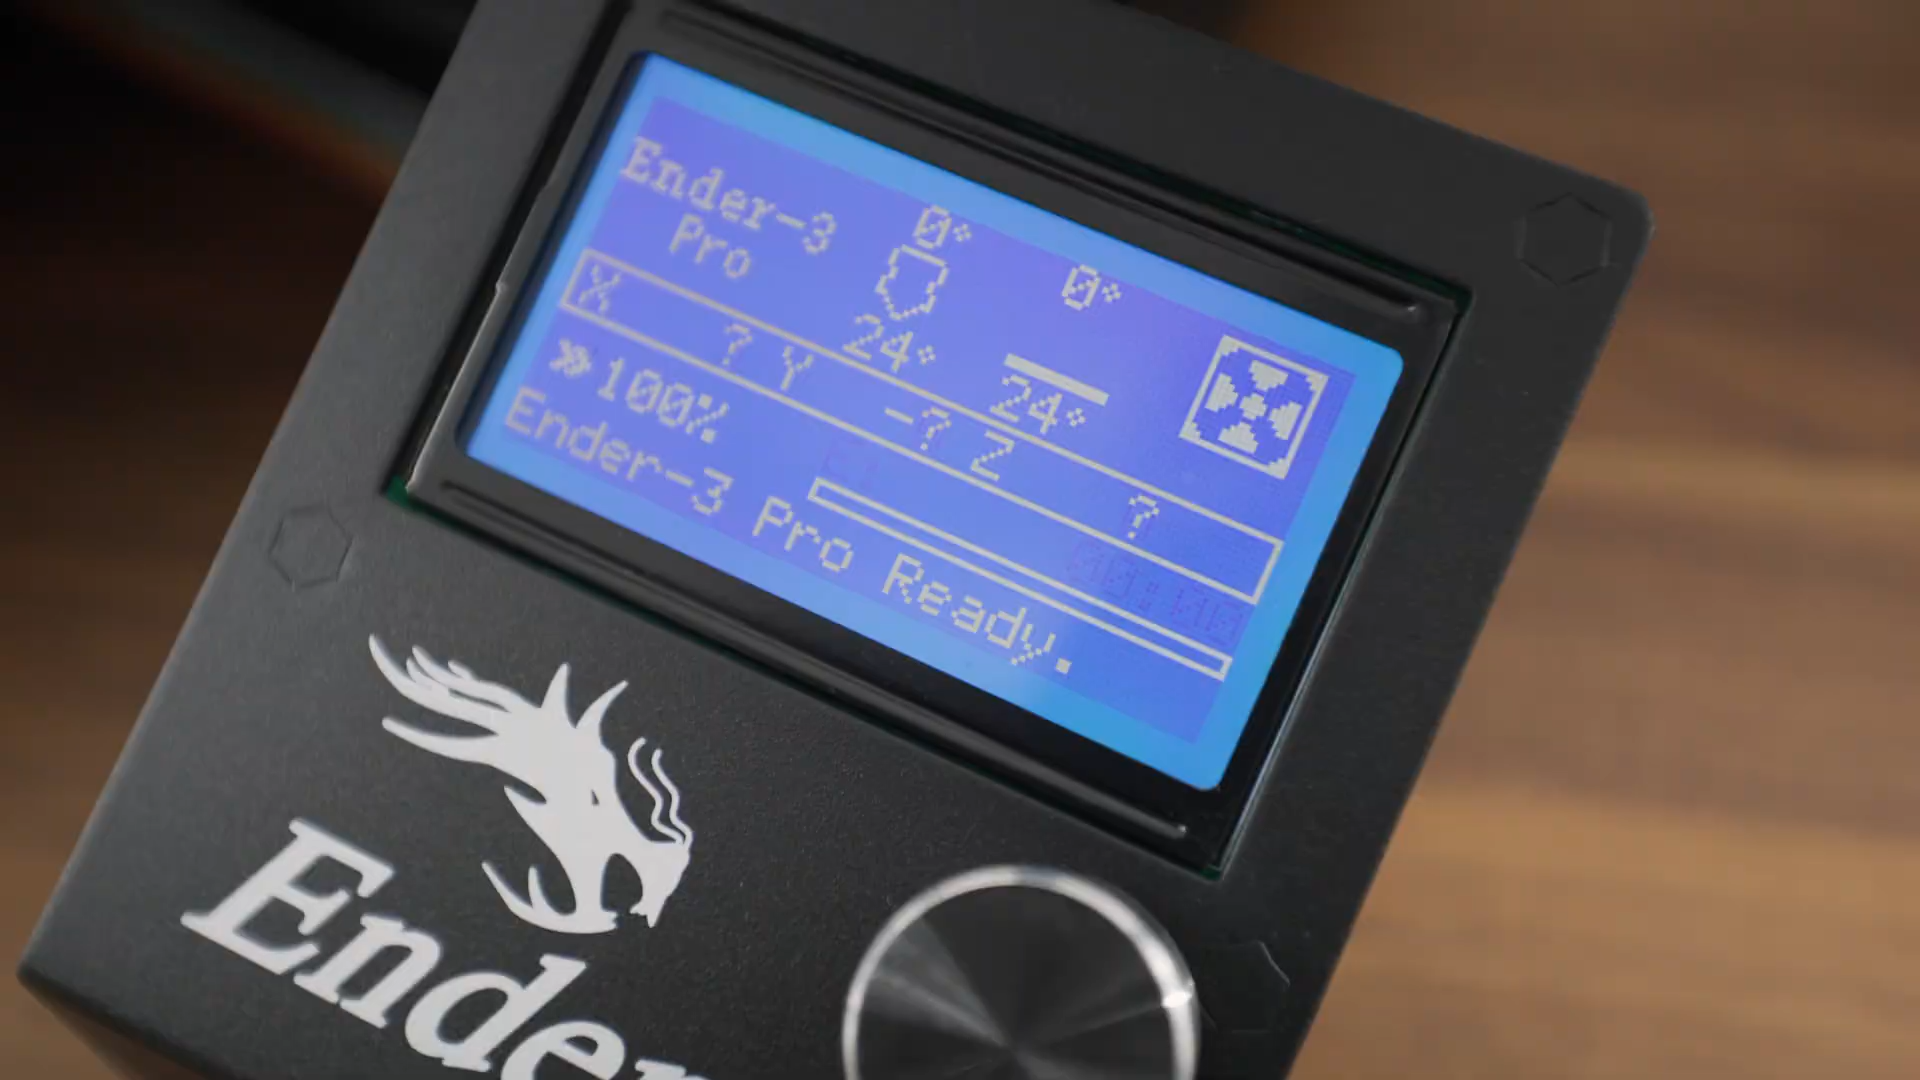 Ender-3
Pro
0°
0°
24°
24°
X ? Y -? Z ?
»100%
Ender-3 Pro Ready.
Ender